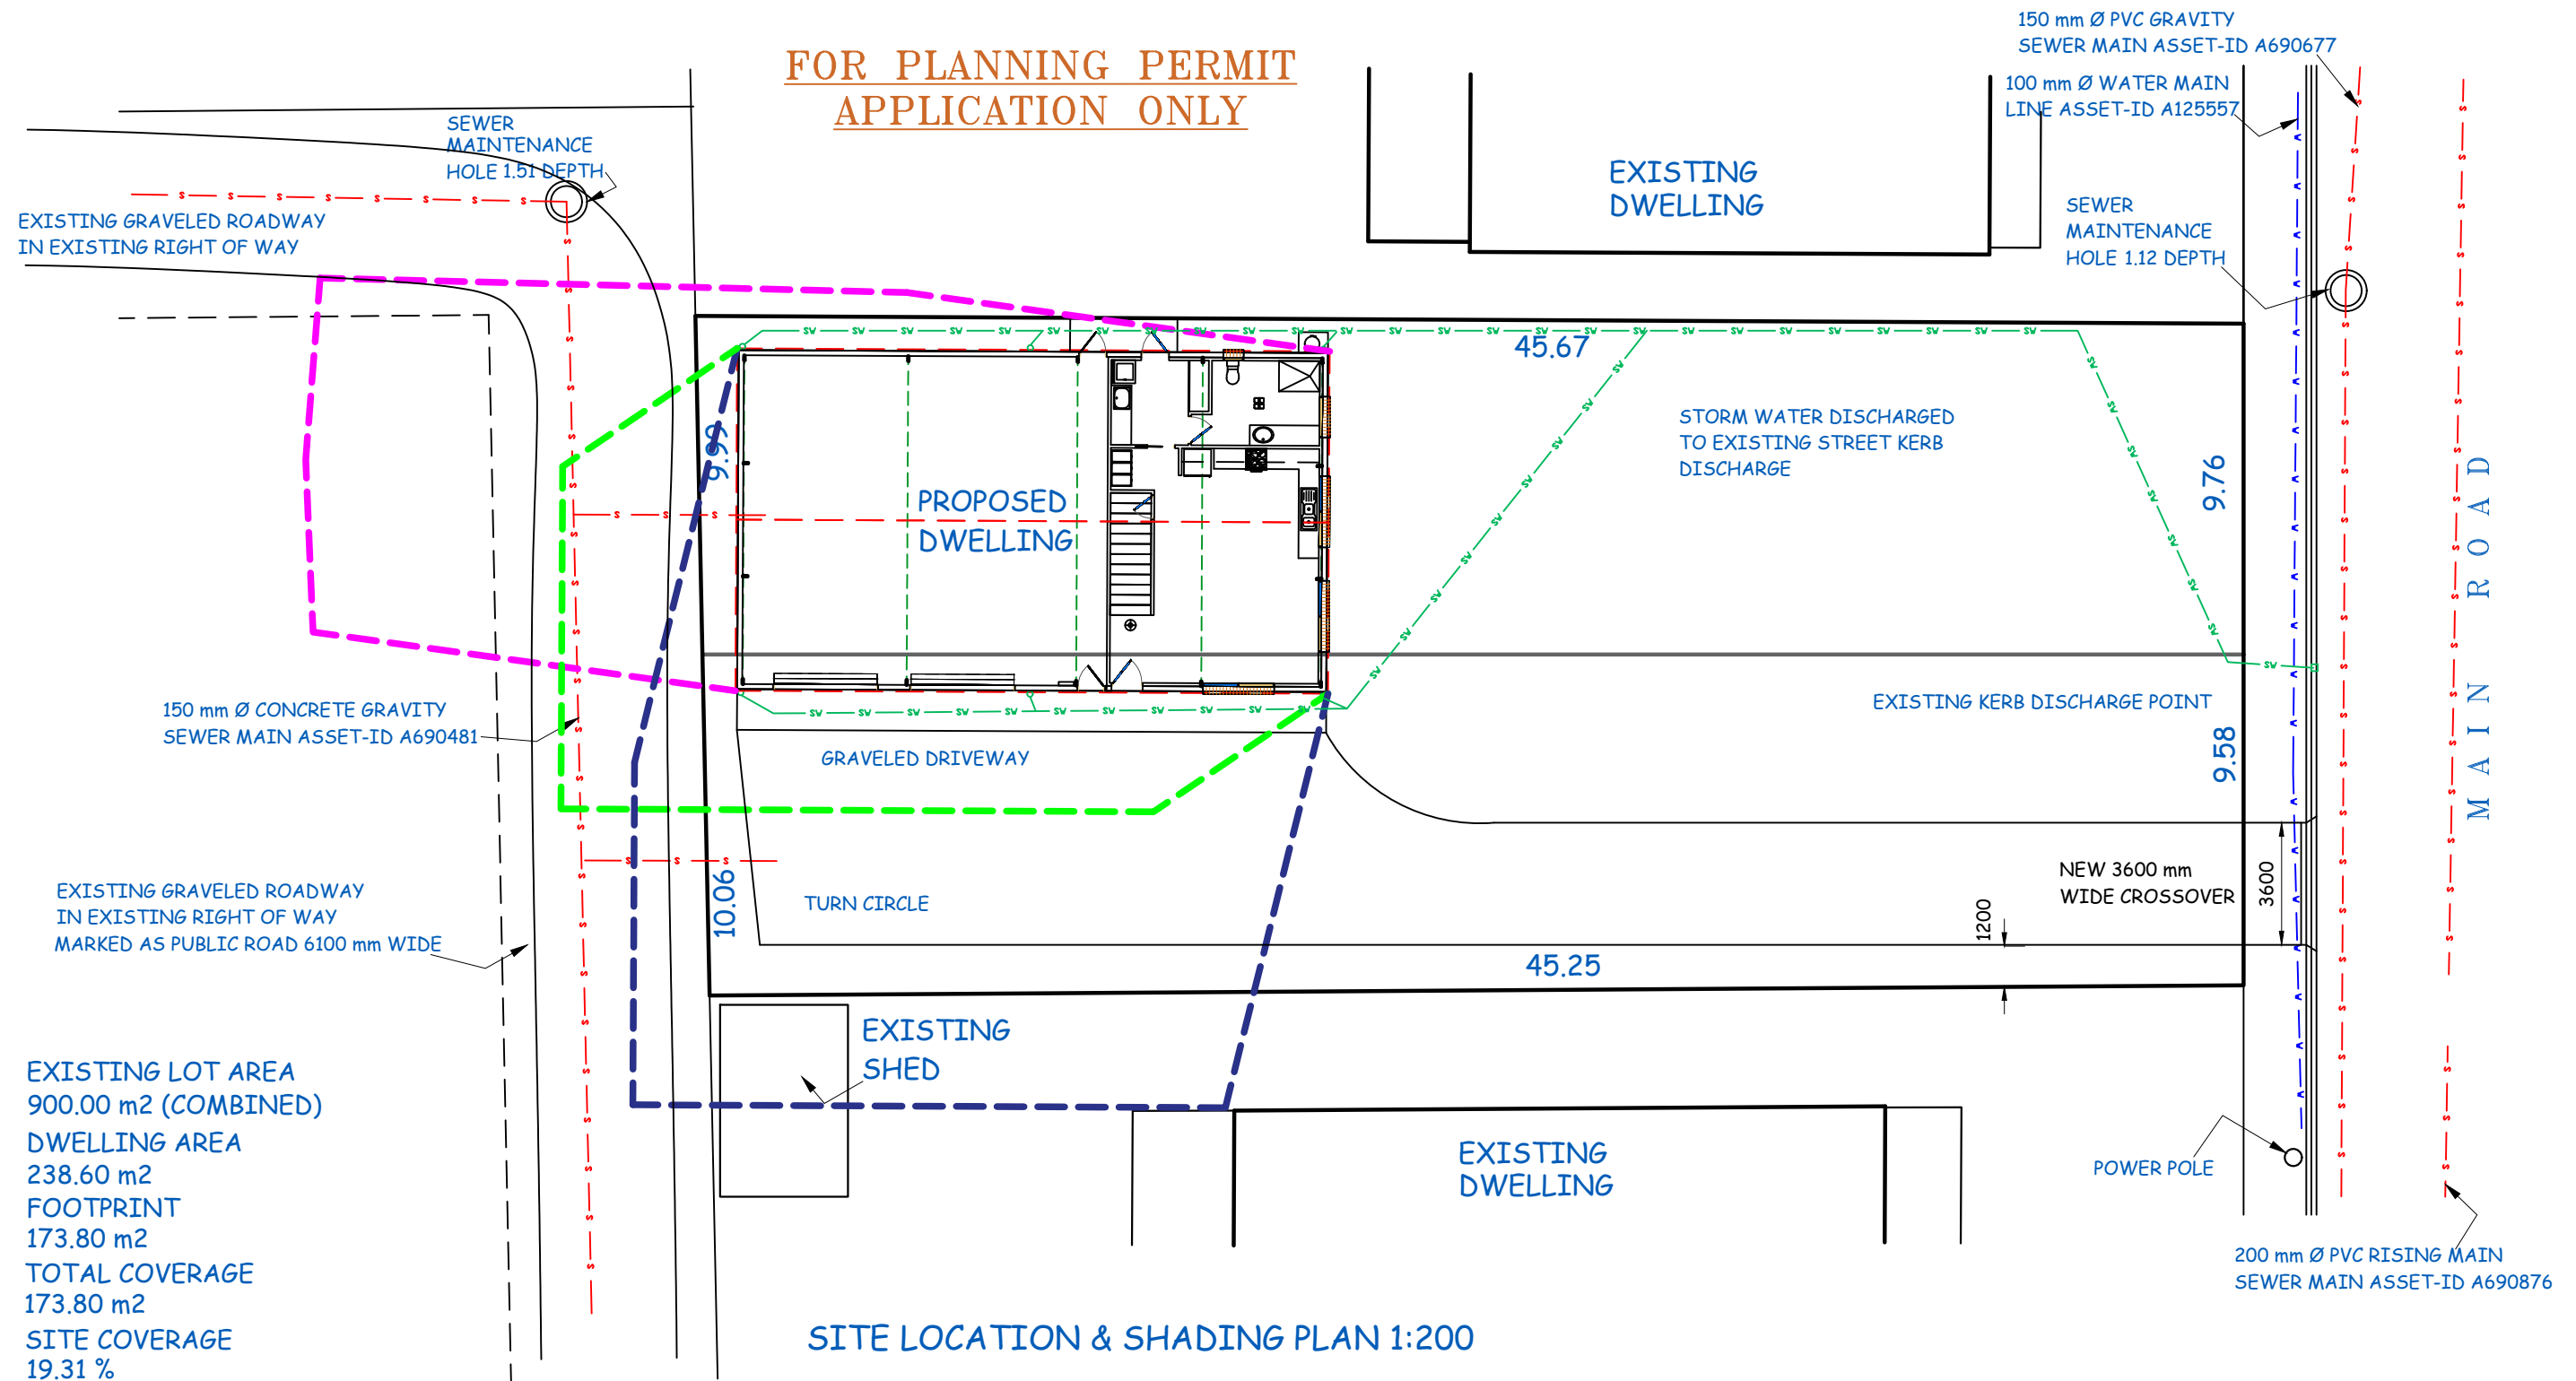 FOR PLANNING PERMIT
APPLICATION ONLY
150 mm Ø PVC GRAVITY
SEWER MAIN ASSET-ID A690677
100 mm Ø WATER MAIN
LINE ASSET-ID A125557
SEWER
MAINTENANCE
HOLE 1.51 DEPTH
EXISTING
DWELLING
SEWER
MAINTENANCE
HOLE 1.12 DEPTH
EXISTING GRAVELED ROADWAY
IN EXISTING RIGHT OF WAY
45.67
STORM WATER DISCHARGED
TO EXISTING STREET KERB
DISCHARGE
9.99
9.76
PROPOSED
DWELLING
MAIN ROAD
150 mm Ø CONCRETE GRAVITY
SEWER MAIN ASSET-ID A690481
EXISTING KERB DISCHARGE POINT
GRAVELED DRIVEWAY
9.58
EXISTING GRAVELED ROADWAY
IN EXISTING RIGHT OF WAY
MARKED AS PUBLIC ROAD 6100 mm WIDE
10.06
TURN CIRCLE
NEW 3600 mm
WIDE CROSSOVER
3600
1200
45.25
EXISTING
SHED
EXISTING LOT AREA
900.00 m2 (COMBINED)
DWELLING AREA
238.60 m2
FOOTPRINT
173.80 m2
TOTAL COVERAGE
173.80 m2
SITE COVERAGE
19.31 %
EXISTING
DWELLING
POWER POLE
200 mm Ø PVC RISING MAIN
SEWER MAIN ASSET-ID A690876
SITE LOCATION & SHADING PLAN 1:200